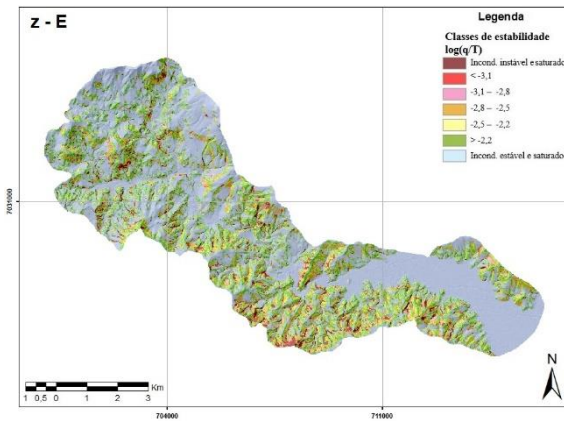 z - E
Legenda
Classes de estabilidade
log(q/T)
Incond. instável e saturado
< -3,1
-3,1 – -2,8
-2,8 – -2,5
-2,5 – -2,2
> -2,2
Incond. estável e saturado
7031000
N
Km
1 0,5 0 1 2 3
704000
711000